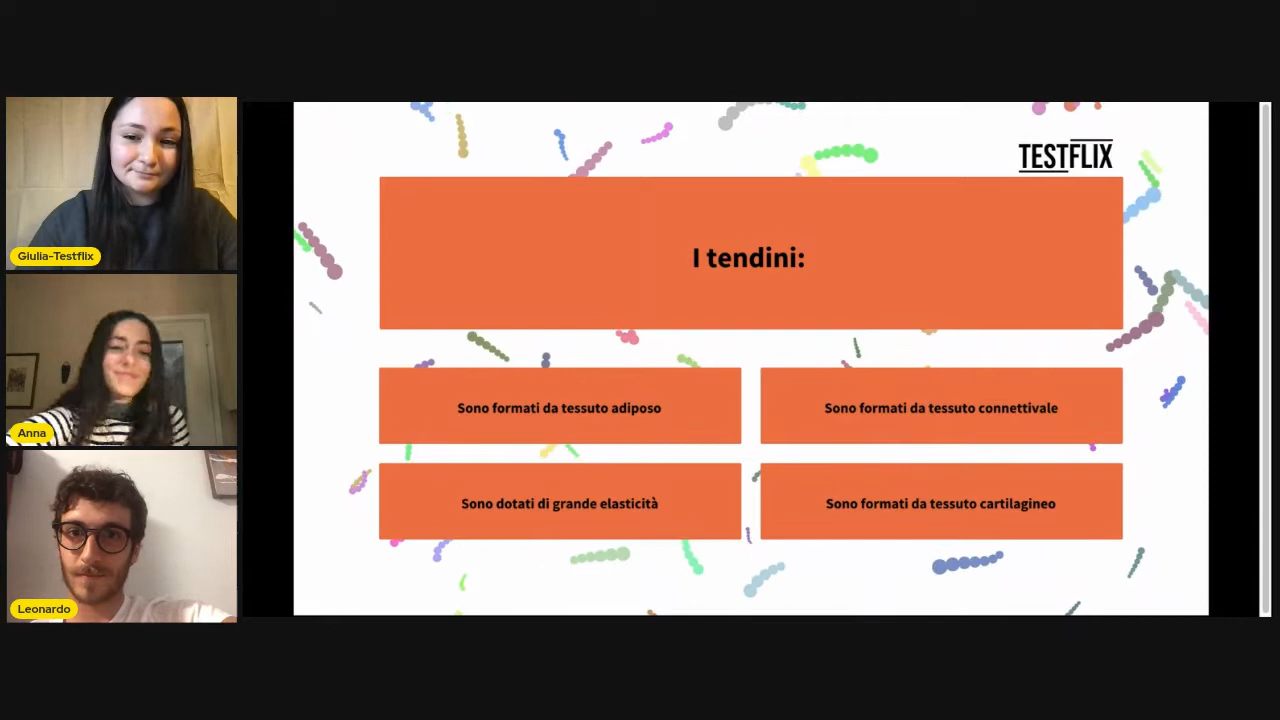 Giulia-Testflix
Anna
Leonardo
TESTFLIX
I tendini:
Sono formati da tessuto adiposo
Sono formati da tessuto connettivale
Sono dotati di grande elasticità
Sono formati da tessuto cartilagineo